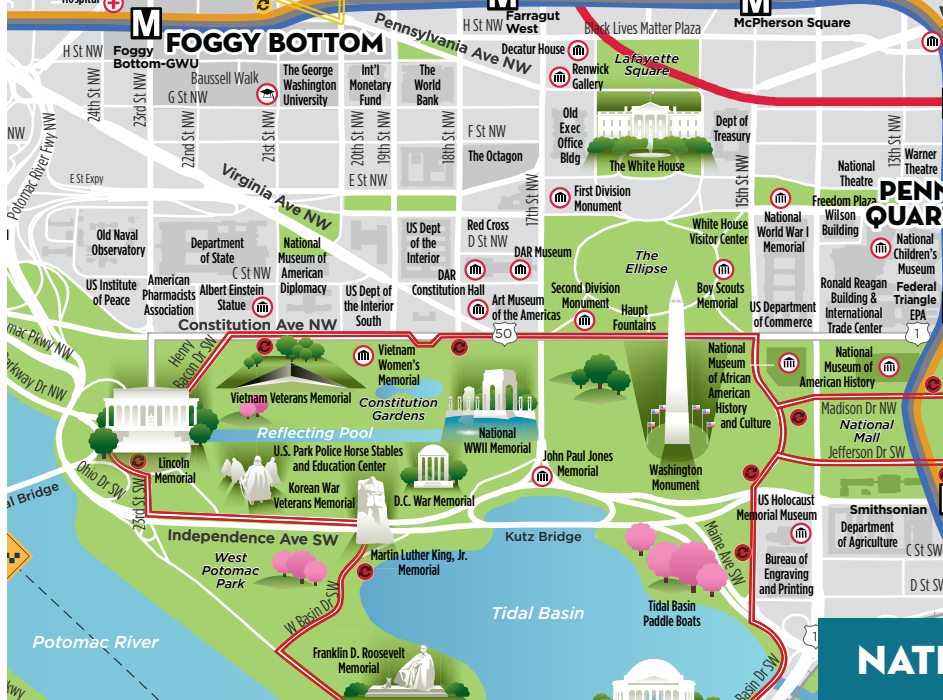 Hospital
M
M
Farragut
West
Black Lives Matter Plaza
McPherson Square
H St NW
Pennsylvania Ave NW
FOGGY BOTTOM
H St NW
Foggy
Bottom-GWU
Decatur House
Lafayette
Square
Renwick
Gallery
24th St NW
23rd St NW
Baussell Walk
G St NW
The George
Washington
University
Int'l
Monetary
Fund
The
World
Bank
22nd St NW
21st St NW
20th St NW
19th St NW
18th St NW
F St NW
Old
Exec
Office
Bldg
Dept of
Treasury
The White House
NW
Potomac River Fwy NW
The Octagon
E St Expy
E St NW
Virginia Ave NW
17th St NW
15th St NW
13th St NW
First Division
Monument
National
Theatre
Warner
Theatre
PENN
QUAR
Freedom Plaza
Wilson
Building
National
World War I
Memorial
White House
Visitor Center
National
Children's
Museum
Old Naval
Observatory
Department
of State
C St NW
National
Museum of
American
Diplomacy
US Dept
of the
Interior
Red Cross
D St NW
DAR Museum
DAR
Constitution Hall
The
Ellipse
Boy Scouts
Memorial
US Institute
of Peace
American
Pharmacists
Association
Albert Einstein
Statue
US Dept of
the Interior
South
Art Museum
of the Americas
Second Division
Monument
Haupt
Fountains
US Department
of Commerce
Ronald Reagan
Building &
International
Trade Center
Federal
Triangle
EPA
Constitution Ave NW
50
1
mac Pkwy NW
arkway Dr NW
Henry
Bacon Dr SW
Vietnam
Women's
Memorial
Vietnam Veterans Memorial
Constitution
Gardens
Reflecting Pool
National
WWII Memorial
National
Museum
of African
American
History
and Culture
National
Museum of
American History
Madison Dr NW
National
Mall
Jefferson Dr SW
U.S. Park Police Horse Stables
and Education Center
John Paul Jones
Memorial
Washington
Monument
Lincoln
Memorial
Ohio Dr SW
23rd St SW
Korean War
Veterans Memorial
D.C. War Memorial
al Bridge
Independence Ave SW
Kutz Bridge
US Holocaust
Memorial Museum
Smithsonian
Department
of Agriculture
C St SW
Maine Ave SW
Bureau of
Engraving
and Printing
D St SW
West
Potomac
Park
Martin Luther King, Jr.
Memorial
W Basin Dr SW
Tidal Basin
Tidal Basin
Paddle Boats
1
Potomac River
Franklin D. Roosevelt
Memorial
Basin Dr SW
NATI
kwy